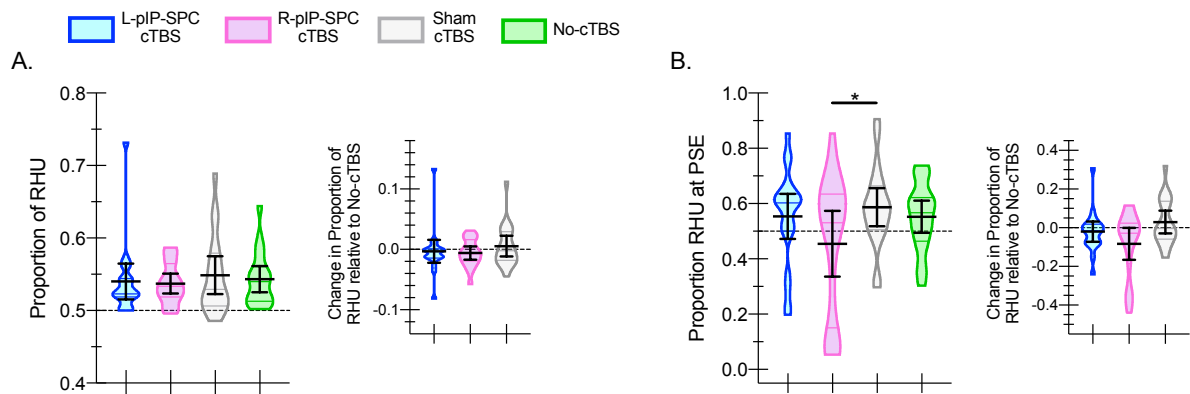 L-pIP-SPC
cTBS
R-pIP-SPC
cTBS
Sham
cTBS
No-cTBS
A.
Proportion of RHU
0.8
0.7
0.6
0.5
0.4
Change in Proportion of
RHU relative to No-cTBS
0.1
0.0
-0.1
B.
Proportion RHU at PSE
1.0
0.8
0.6
0.4
0.2
0.0
*
Change in Proportion of
RHU relative to No-cTBS
0.4
0.2
0.0
-0.2
-0.4